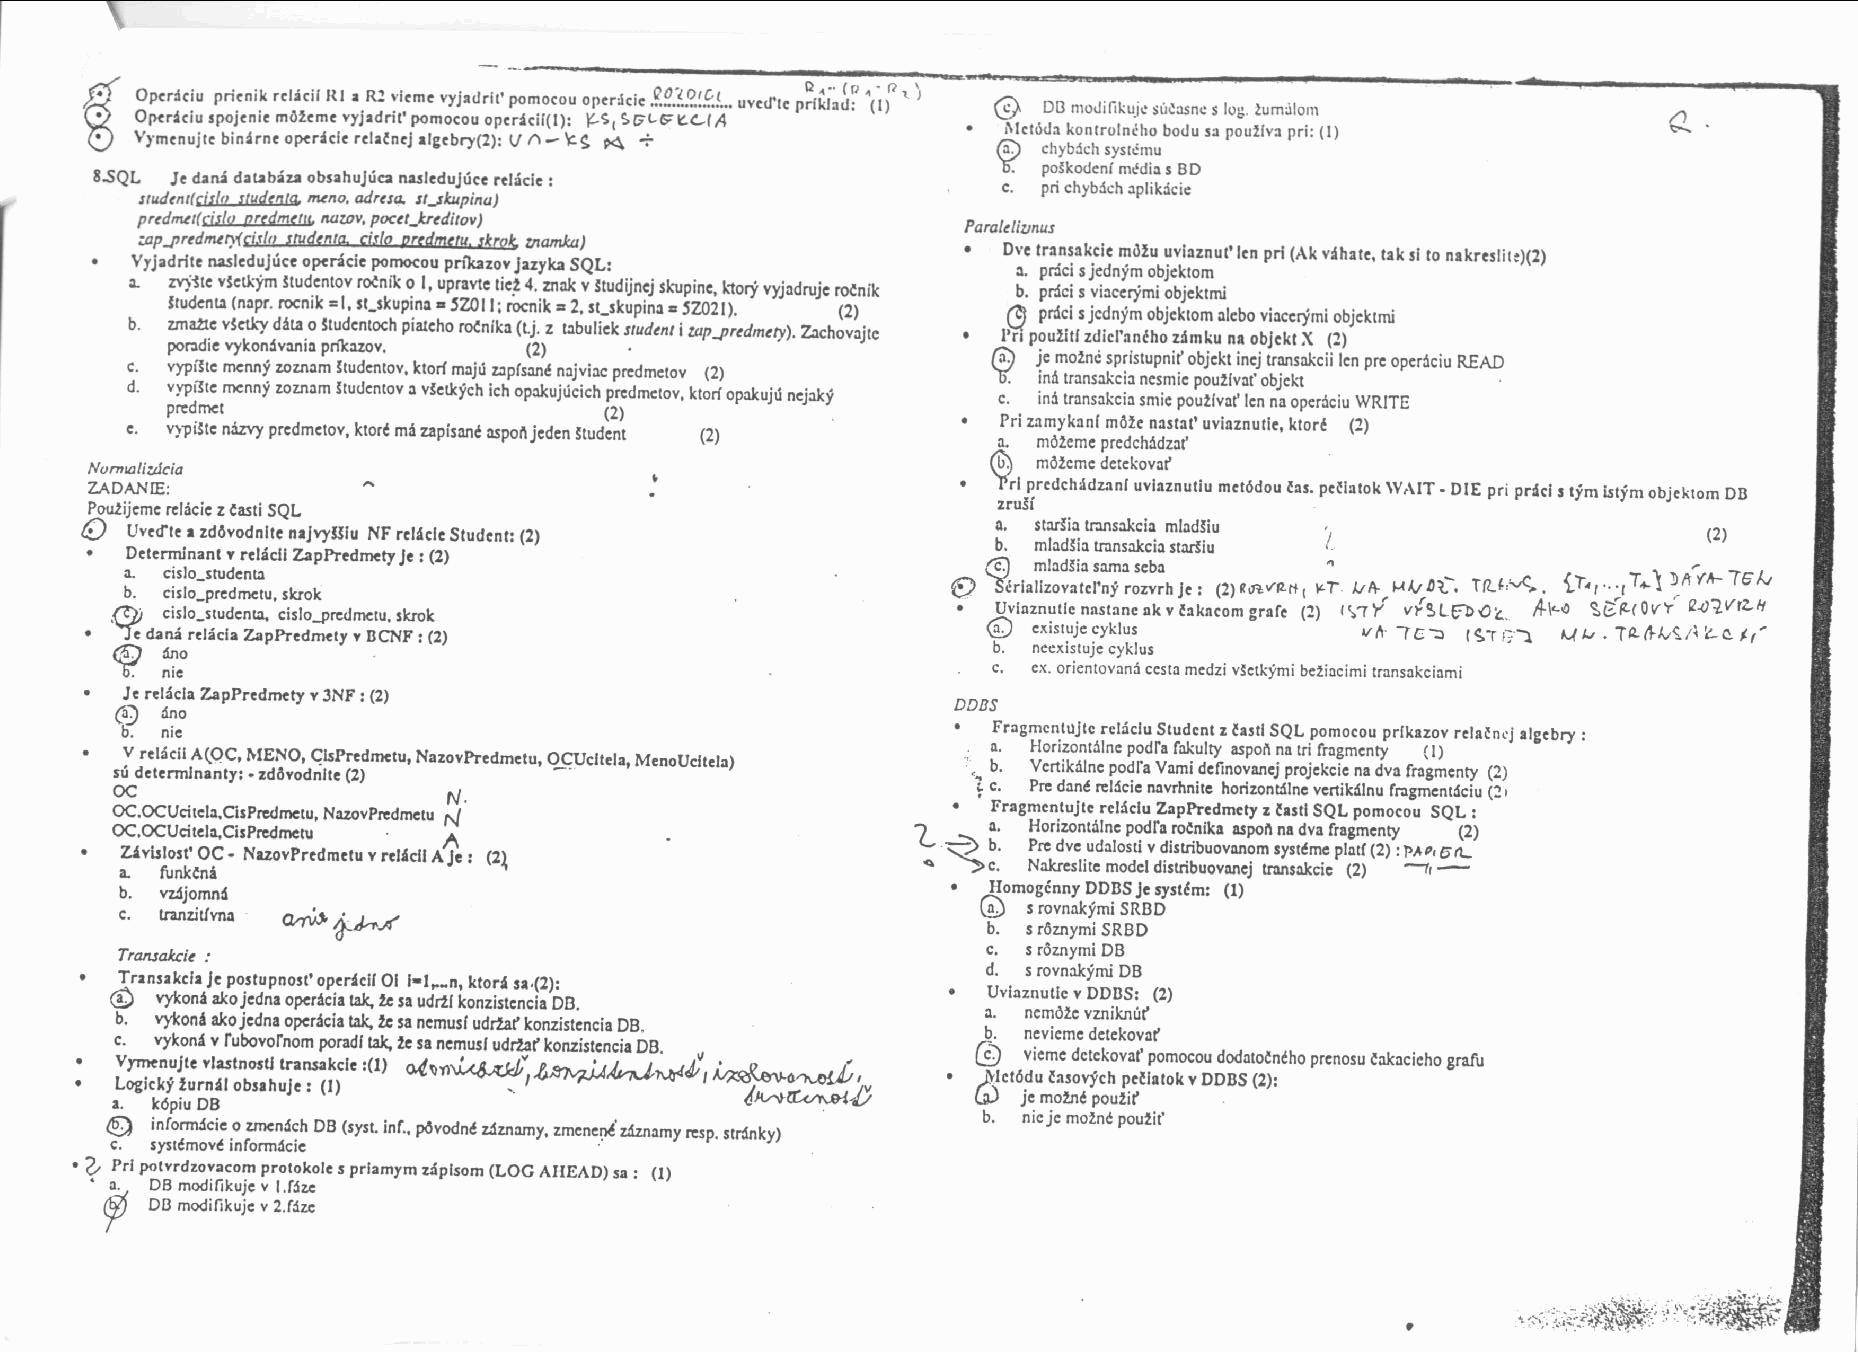 Operáciu prienik relácií R1 a R2 vieme vyjadriť pomocou operácie ROZDIEL uveďte príklad: (1) R1-(R1-R2)
Operáciu spojenie môžeme vyjadriť pomocou operácií(1): KS, SELEKCIA
Vymenujte binárne operácie relačnej algebry(2): U ∩ - KS ⋈ ÷
8.SQL Je daná databáza obsahujúca nasledujúce relácie :
student(cislo_studenta, meno, adresa, st_skupina)
predmet(cislo_predmetu, nazov, pocet_kreditov)
zap_predmety(cislo_studenta, cislo_predmetu, skrok, znamka)
• Vyjadrite nasledujúce operácie pomocou príkazov jazyka SQL:
a. zvýšte všetkým študentov ročník o 1, upravte tiež 4. znak v študijnej skupine, ktorý vyjadruje ročník
študenta (napr. rocnik =1, st_skupina = 5Z011; rocnik = 2, st_skupina = 5Z021). (2)
b. zmažte všetky dáta o študentoch piateho ročníka (t.j. z tabuliek student i zap_predmety). Zachovajte
poradie vykonávania príkazov. (2)
c. vypíšte menný zoznam študentov, ktorí majú zapísané najviac predmetov (2)
d. vypíšte menný zoznam študentov a všetkých ich opakujúcich predmetov, ktorí opakujú nejaký
predmet (2)
e. vypíšte názvy predmetov, ktoré má zapísané aspoň jeden študent (2)
Normalizácia
ZADANIE:
Použijeme relácie z časti SQL
Uveďte a zdôvodnite najvyššiu NF relácie Student: (2)
• Determinant v relácii ZapPredmety je : (2)
a. cislo_studenta
b. cislo_predmetu, skrok
c. cislo_studenta, cislo_predmetu, skrok
• Je daná relácia ZapPredmety v BCNF : (2)
a. áno
b. nie
• Je relácia ZapPredmety v 3NF : (2)
a. áno
b. nie
• V relácii A(OC, MENO, CisPredmetu, NazovPredmetu, OCUcitela, MenoUcitela)
sú determinanty: - zdôvodnite (2)
OC N.
OC,OCUcitela,CisPredmetu, NazovPredmetu N
OC,OCUcitela,CisPredmetu A
• Závislosť OC - NazovPredmetu v relácii A je : (2)
a. funkčná
b. vzájomná
c. tranzitívna ani jedno
Transakcie :
• Transakcia je postupnosť operácií Oi i=1,...n, ktorá sa:(2):
a. vykoná ako jedna operácia tak, že sa udrží konzistencia DB.
b. vykoná ako jedna operácia tak, že sa nemusí udržať konzistencia DB.
c. vykoná v ľubovoľnom poradí tak, že sa nemusí udržať konzistencia DB.
• Vymenujte vlastnosti transakcie :(1) atomickosť, konzistentnosť, izolovanosť,
trvácnosť
• Logický žurnál obsahuje : (1)
a. kópiu DB
b. informácie o zmenách DB (syst. inf., pôvodné záznamy, zmenené záznamy resp. stránky)
c. systémové informácie
• ? Pri potvrdzovacom protokole s priamym zápisom (LOG AHEAD) sa : (1)
a. DB modifikuje v 1.fáze
b. DB modifikuje v 2.fáze
c. DB modifikuje súčasne s log. žurnálom
• Metóda kontrolného bodu sa používa pri: (1)
a. chybách systému
b. poškodení média s BD
c. pri chybách aplikácie
Paralelizmus
• Dve transakcie môžu uviaznuť len pri (Ak váhate, tak si to nakreslite)(2)
a. práci s jedným objektom
b. práci s viacerými objektmi
c. práci s jedným objektom alebo viacerými objektmi
• Pri použití zdieľaného zámku na objekt X (2)
a. je možné sprístupniť objekt inej transakcii len pre operáciu READ
b. iná transakcia nesmie používať objekt
c. iná transakcia smie používať len na operáciu WRITE
• Pri zamykaní môže nastať uviaznutie, ktoré (2)
a. môžeme predchádzať
b. môžeme detekovať
• Pri predchádzaní uviaznutiu metódou čas. pečiatok WAIT - DIE pri práci s tým istým objektom DB
zruší
a. staršia transakcia mladšiu (2)
b. mladšia transakcia staršiu
c. mladšia sama seba
Sérializovateľný rozvrh je : (2) ROZVRH, KT. NA MNOŽ. TRANS. {T1,...,Tn} DÁVA TEN
ISTÝ VÝSLEDOK AKO SÉRIOVÝ ROZVRH
NA TEJ ISTEJ MN. TRANSAKCIÍ
• Uviaznutie nastane ak v čakacom grafe (2)
a. existuje cyklus
b. neexistuje cyklus
c. ex. orientovaná cesta medzi všetkými bežiacimi transakciami
DDBS
• Fragmentujte reláciu Student z časti SQL pomocou príkazov relačnej algebry :
a. Horizontálne podľa fakulty aspoň na tri fragmenty (1)
b. Vertikálne podľa Vami definovanej projekcie na dva fragmenty (2)
c. Pre dané relácie navrhnite horizontálne vertikálnu fragmentáciu (2)
• Fragmentujte reláciu ZapPredmety z časti SQL pomocou SQL :
a. Horizontálne podľa ročníka aspoň na dva fragmenty (2)
b. Pre dve udalosti v distribuovanom systéme platí (2) : PAPIER
c. Nakreslite model distribuovanej transakcie (2) —"—
• Homogénny DDBS je systém: (1)
a. s rovnakými SRBD
b. s rôznymi SRBD
c. s rôznymi DB
d. s rovnakými DB
• Uviaznutie v DDBS: (2)
a. nemôže vzniknúť
b. nevieme detekovať
c. vieme detekovať pomocou dodatočného prenosu čakacieho grafu
• Metódu časových pečiatok v DDBS (2):
a. je možné použiť
b. nie je možné použiť